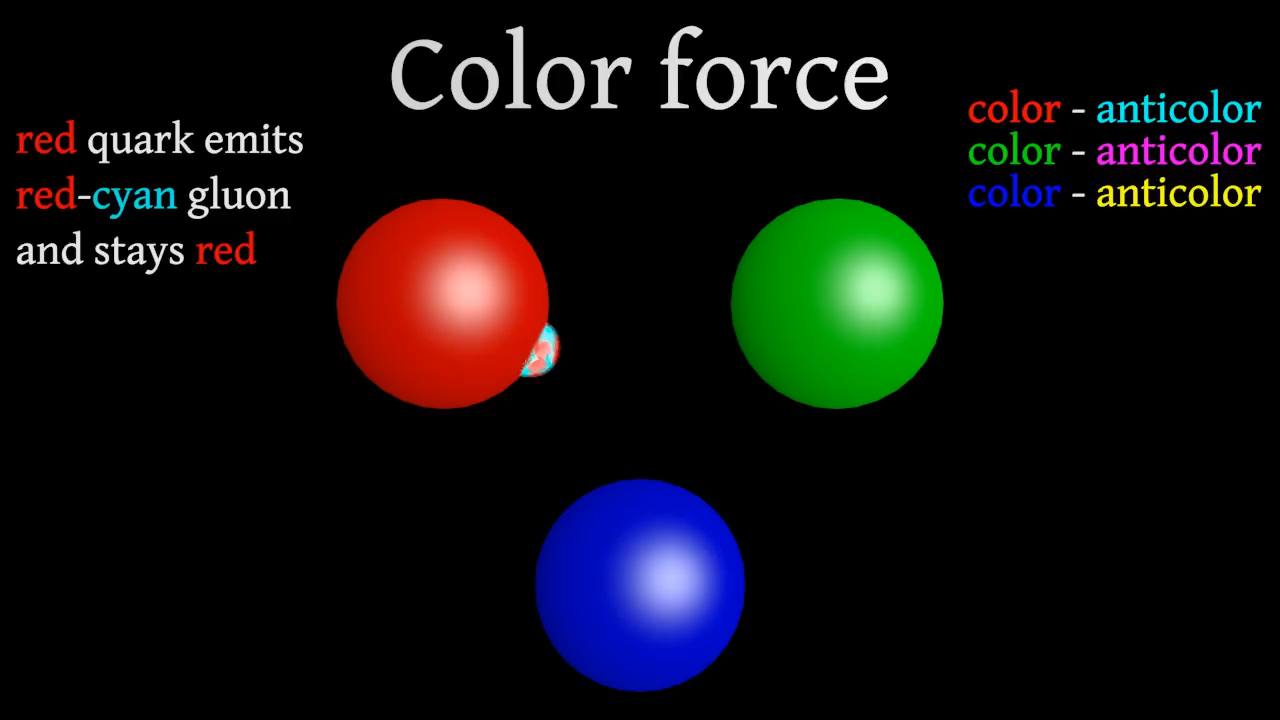 Color force
red quark emits
red-cyan gluon
and stays red
color - anticolor
color - anticolor
color - anticolor